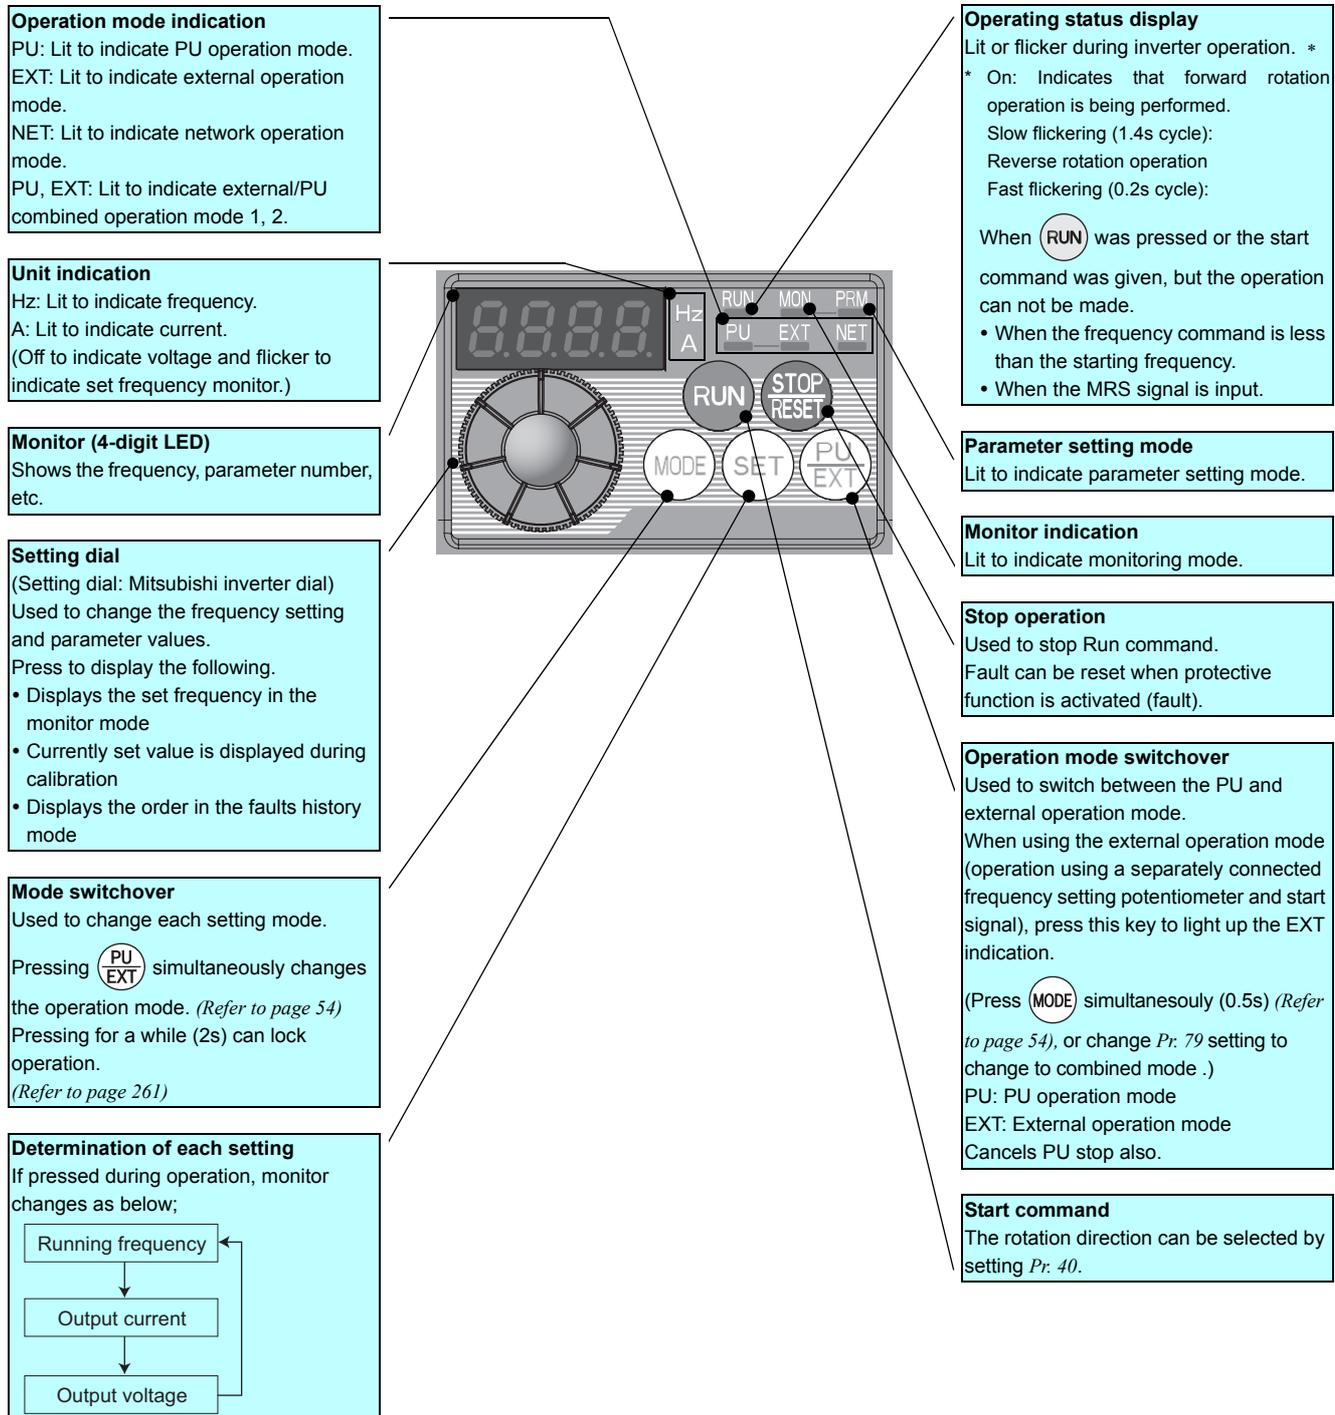 Operation mode indication
PU: Lit to indicate PU operation mode.
EXT: Lit to indicate external operation
mode.
NET: Lit to indicate network operation
mode.
PU, EXT: Lit to indicate external/PU
combined operation mode 1, 2.
Unit indication
Hz: Lit to indicate frequency.
A: Lit to indicate current.
(Off to indicate voltage and flicker to
indicate set frequency monitor.)
Monitor (4-digit LED)
Shows the frequency, parameter number,
etc.
Setting dial
(Setting dial: Mitsubishi inverter dial)
Used to change the frequency setting
and parameter values.
Press to display the following.
• Displays the set frequency in the
monitor mode
• Currently set value is displayed during
calibration
• Displays the order in the faults history
mode
Mode switchover
Used to change each setting mode.
Pressing PU/EXT simultaneously changes
the operation mode. (Refer to page 54)
Pressing for a while (2s) can lock
operation.
(Refer to page 261)
Determination of each setting
If pressed during operation, monitor
changes as below;
Running frequency
Output current
Output voltage
8.8.8.8.
Hz
A
RUN MON PRM
PU EXT NET
RUN
STOP
RESET
MODE
SET
PU
EXT
Operating status display
Lit or flicker during inverter operation. *
* On: Indicates that forward rotation
operation is being performed.
Slow flickering (1.4s cycle):
Reverse rotation operation
Fast flickering (0.2s cycle):
When RUN was pressed or the start
command was given, but the operation
can not be made.
• When the frequency command is less
than the starting frequency.
• When the MRS signal is input.
Parameter setting mode
Lit to indicate parameter setting mode.
Monitor indication
Lit to indicate monitoring mode.
Stop operation
Used to stop Run command.
Fault can be reset when protective
function is activated (fault).
Operation mode switchover
Used to switch between the PU and
external operation mode.
When using the external operation mode
(operation using a separately connected
frequency setting potentiometer and start
signal), press this key to light up the EXT
indication.
(Press MODE simultanesouly (0.5s) (Refer
to page 54), or change Pr. 79 setting to
change to combined mode .)
PU: PU operation mode
EXT: External operation mode
Cancels PU stop also.
Start command
The rotation direction can be selected by
setting Pr. 40.